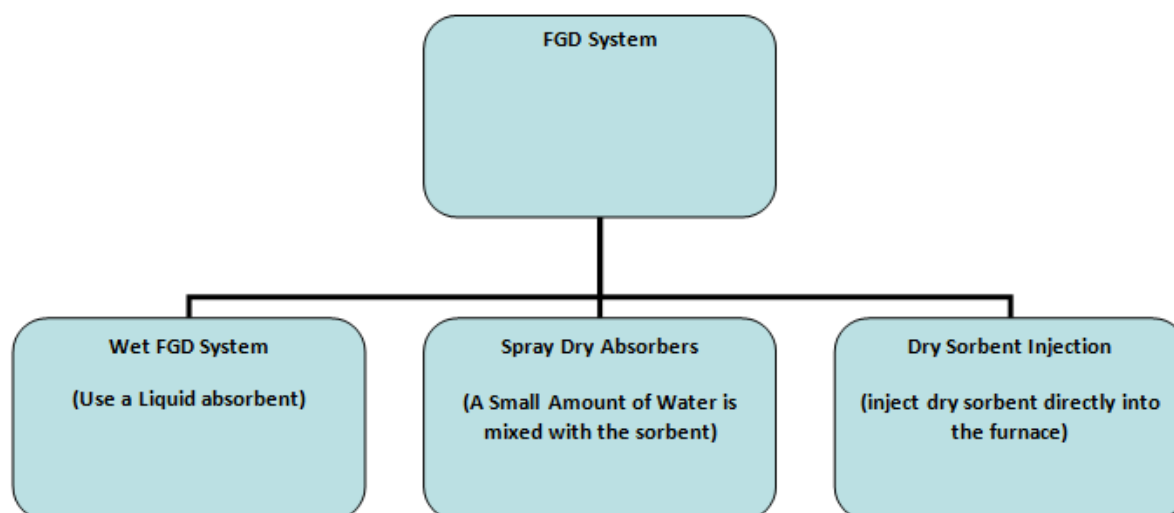 FGD System
Wet FGD System
(Use a Liquid absorbent)
Spray Dry Absorbers
(A Small Amount of Water is
mixed with the sorbent)
Dry Sorbent Injection
(inject dry sorbent directly into
the furnace)